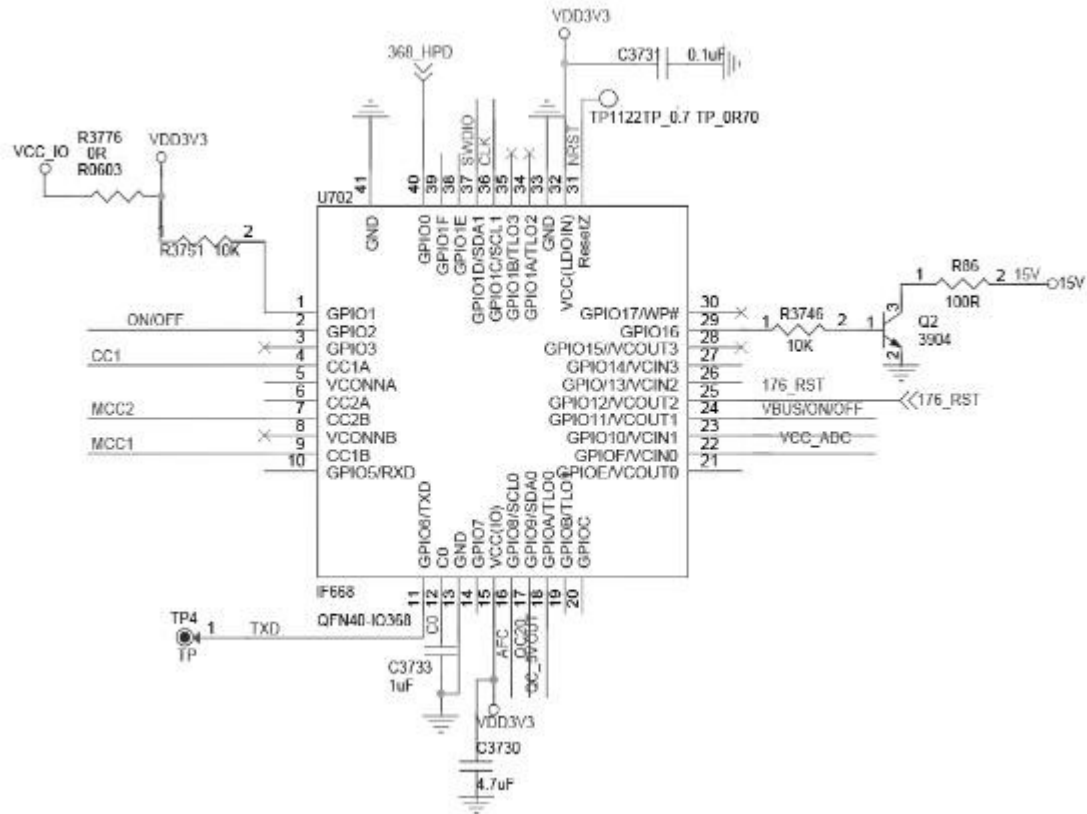 VDD3V3
368_HPD
C3731 0.1uF
TP1122TP_0.7 TP_0R70
R3776
0R
R0603
VCC_IO
VDD3V3
SWDIO
CLK
NRST
41
40
39
38
37
36
35
34
33
32
31
U702
GND
GPIO0
GPIO1F
GPIO1E
GPIO1D/SDA1
GPIO1C/SCL1
GPIO1B/TLO3
GPIO1A/TLO2
GND
VCC(LDOIN)
ResetZ
R3751 10K 2
1 GPIO1
ON/OFF 2 GPIO2
3 GPIO3
CC1 4 CC1A
5 VCONNA
6 CC2A
MCC2 7 CC2B
8 VCONNB
MCC1 9 CC1B
10 GPIO5/RXD
GPIO17/WP# 30
GPIO16 29
GPIO15//VCOUT3 28
GPIO14/VCIN3 27
GPIO/13/VCIN2 26
GPIO12/VCOUT2 25 176_RST
GPIO11/VCOUT1 24 VBUS/ON/OFF
GPIO10/VCIN1 23
GPIOF/VCIN0 22 VCC_ADC
GPIOE/VCOUT0 21
176_RST
1 R3746 2
10K
1 R86 2 15V 15V
100R
3
1 Q2
2 3904
GPIO6/TXD
C0
GND
GPIO7
VCC(IO)
GPIO8/SCL0
GPIO9/SDA0
GPIOA/TLO0
GPIOB/TLO1
GPIOC
IF668
QFN40-IO368
11
12
13
14
15
16
17
18
19
20
TP4
1 TXD
TP
C0
AFC
QC20
QC_5VOUT
C3733
1uF
VDD3V3
C3730
4.7uF